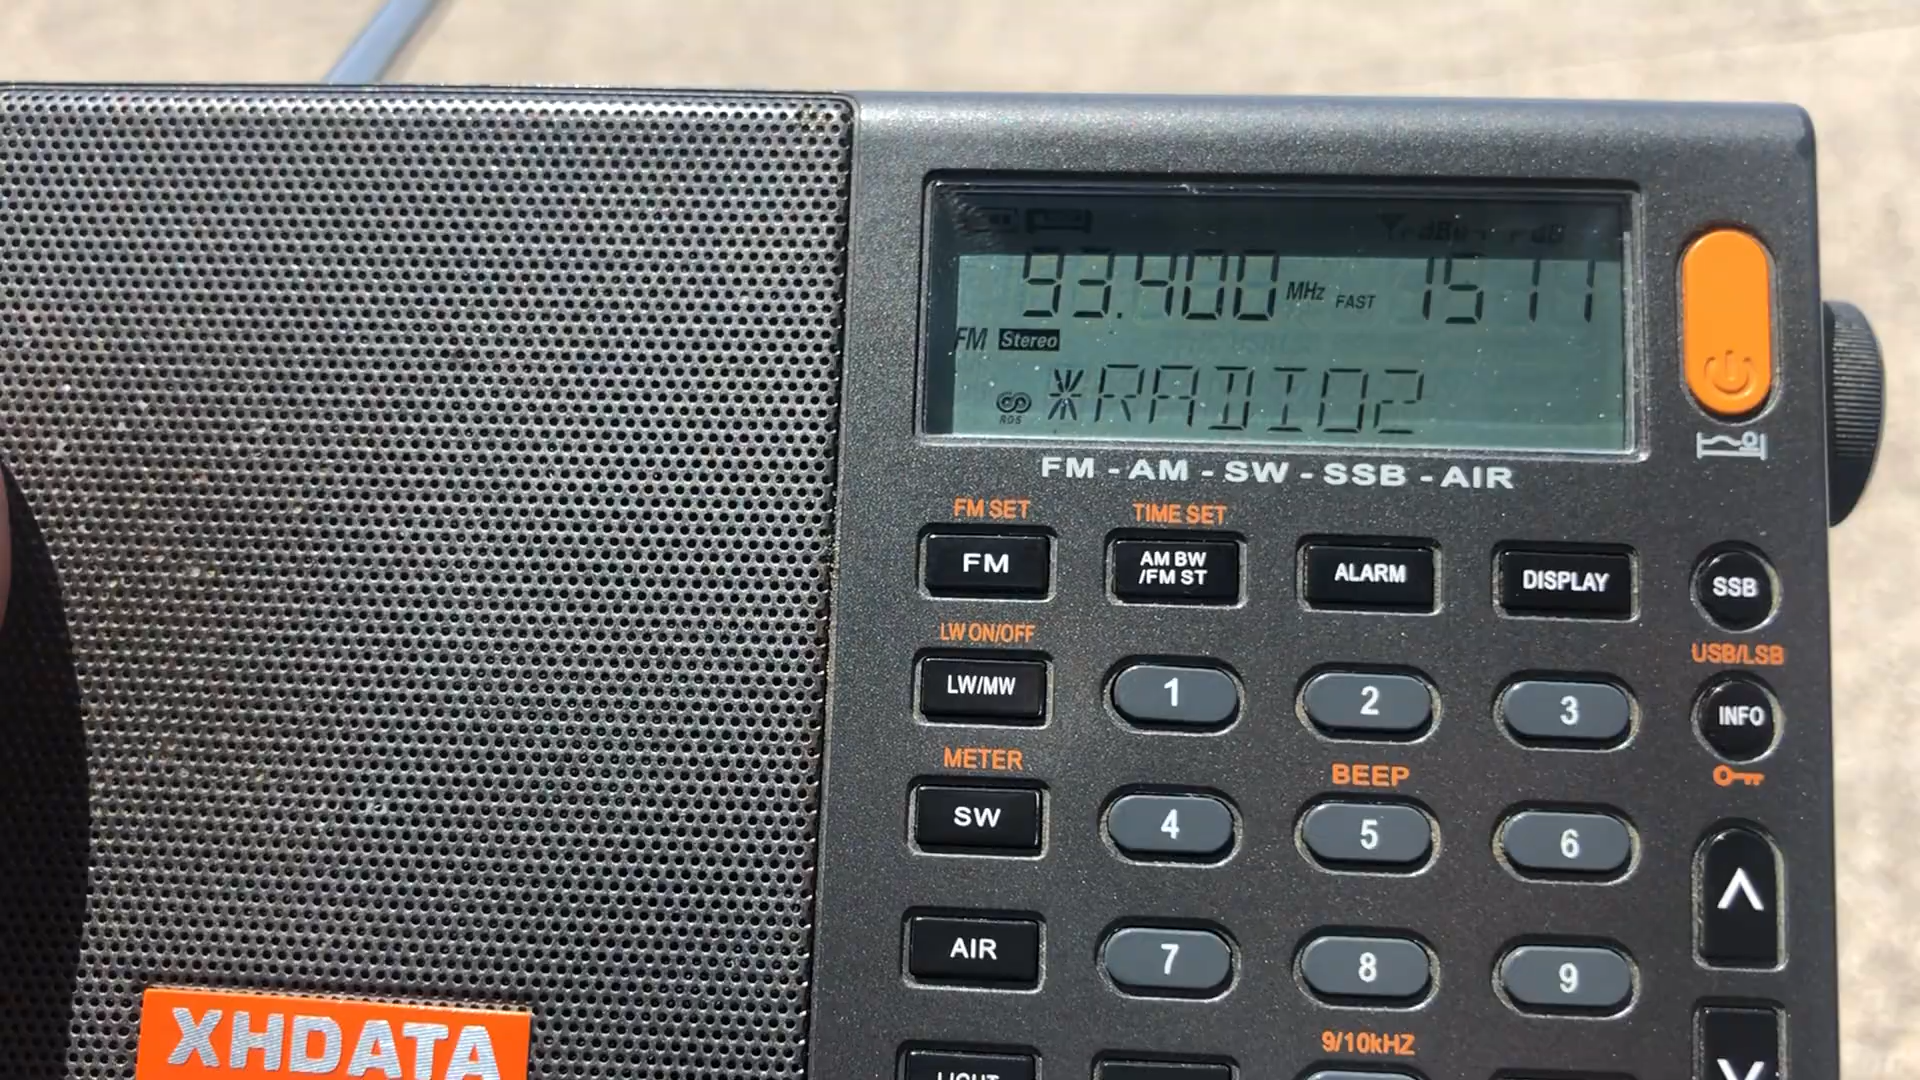 93.400 MHz FAST 1511
FM Stereo
RDS *RADIO2
FM - AM - SW - SSB - AIR
FM SET TIME SET
FM AM BW /FM ST ALARM DISPLAY SSB
LW ON/OFF USB/LSB
LW/MW 1 2 3 INFO
METER BEEP
SW 4 5 6
AIR 7 8 9
XHDATA
9/10kHZ
LIGHT